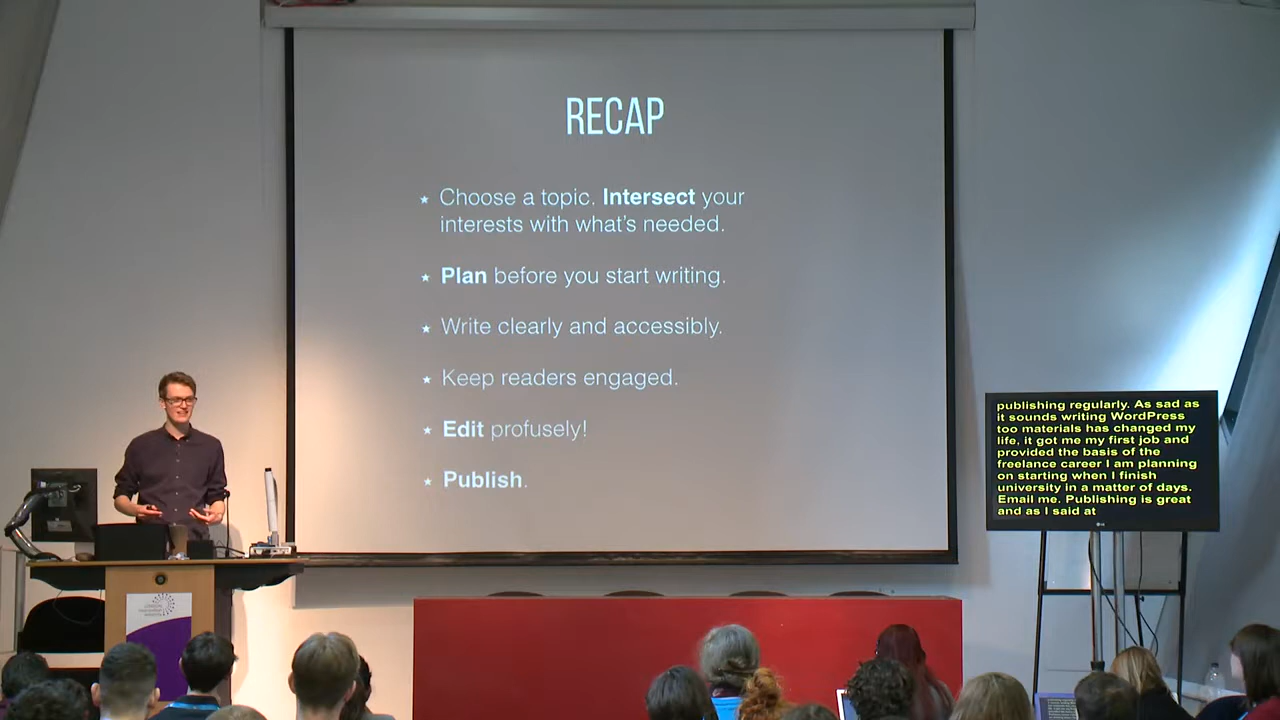 RECAP
★ Choose a topic. Intersect your
interests with what's needed.
★ Plan before you start writing.
★ Write clearly and accessibly.
★ Keep readers engaged.
★ Edit profusely!
★ Publish.
publishing regularly. As sad as
it sounds writing WordPress
too materials has changed my
life, it got me my first job and
provided the basis of the
freelance career I am planning
on starting when I finish
university in a matter of days.
Email me. Publishing is great
and as I said at
LG